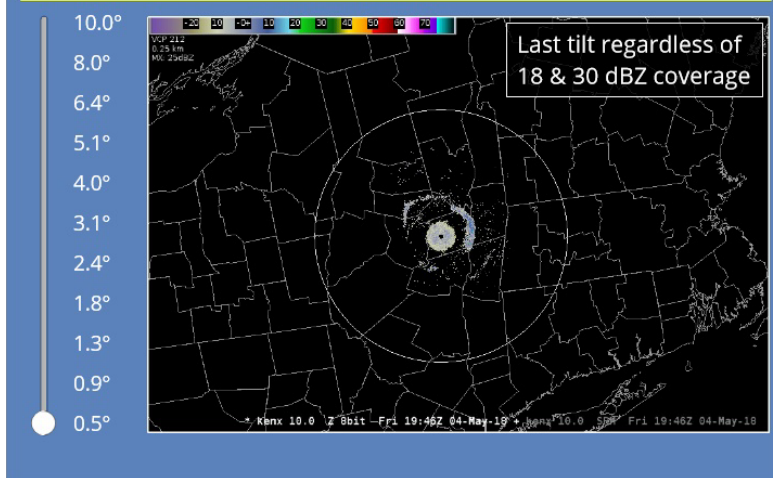 10.0°
8.0°
6.4°
5.1°
4.0°
3.1°
2.4°
1.8°
1.3°
0.9°
0.5°
-20 10 -0+ 10 20 30 40 50 60 70
VCP 212
0.25 km
MX: 25dBZ
Last tilt regardless of
18 & 30 dBZ coverage
* Kenx 10.0 Z 8bit Fri 19:46Z 04-May-18 + kenx 10.0 Fri 19:46Z 04-May-18